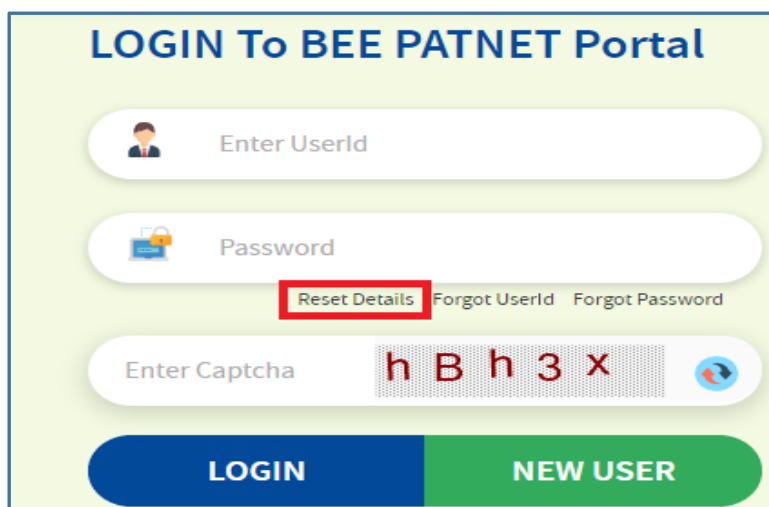 LOGIN To BEE PATNET Portal
Enter UserId
Password
Reset Details Forgot UserId Forgot Password
Enter Captcha h B h 3 x
LOGIN NEW USER